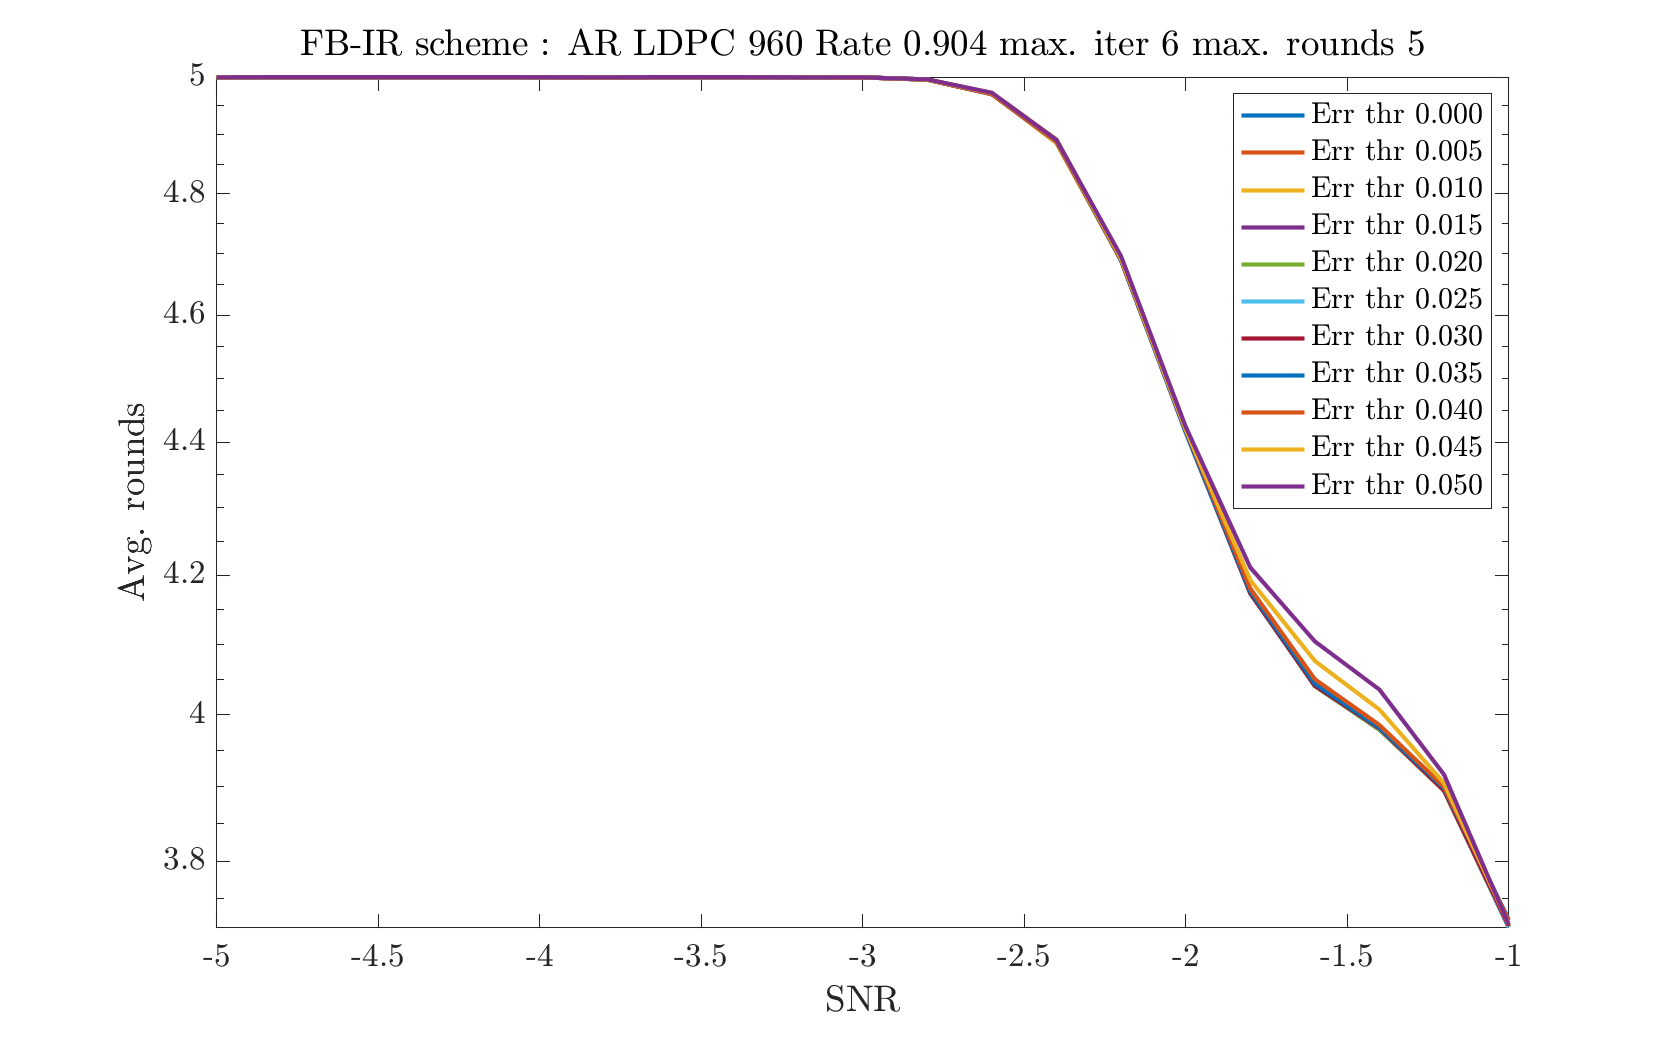 FB-IR scheme : AR LDPC 960 Rate 0.904 max. iter 6 max. rounds 5
Avg. rounds
5
4.8
4.6
4.4
4.2
4
3.8
Err thr 0.000
Err thr 0.005
Err thr 0.010
Err thr 0.015
Err thr 0.020
Err thr 0.025
Err thr 0.030
Err thr 0.035
Err thr 0.040
Err thr 0.045
Err thr 0.050
-5 -4.5 -4 -3.5 -3 -2.5 -2 -1.5 -1
SNR